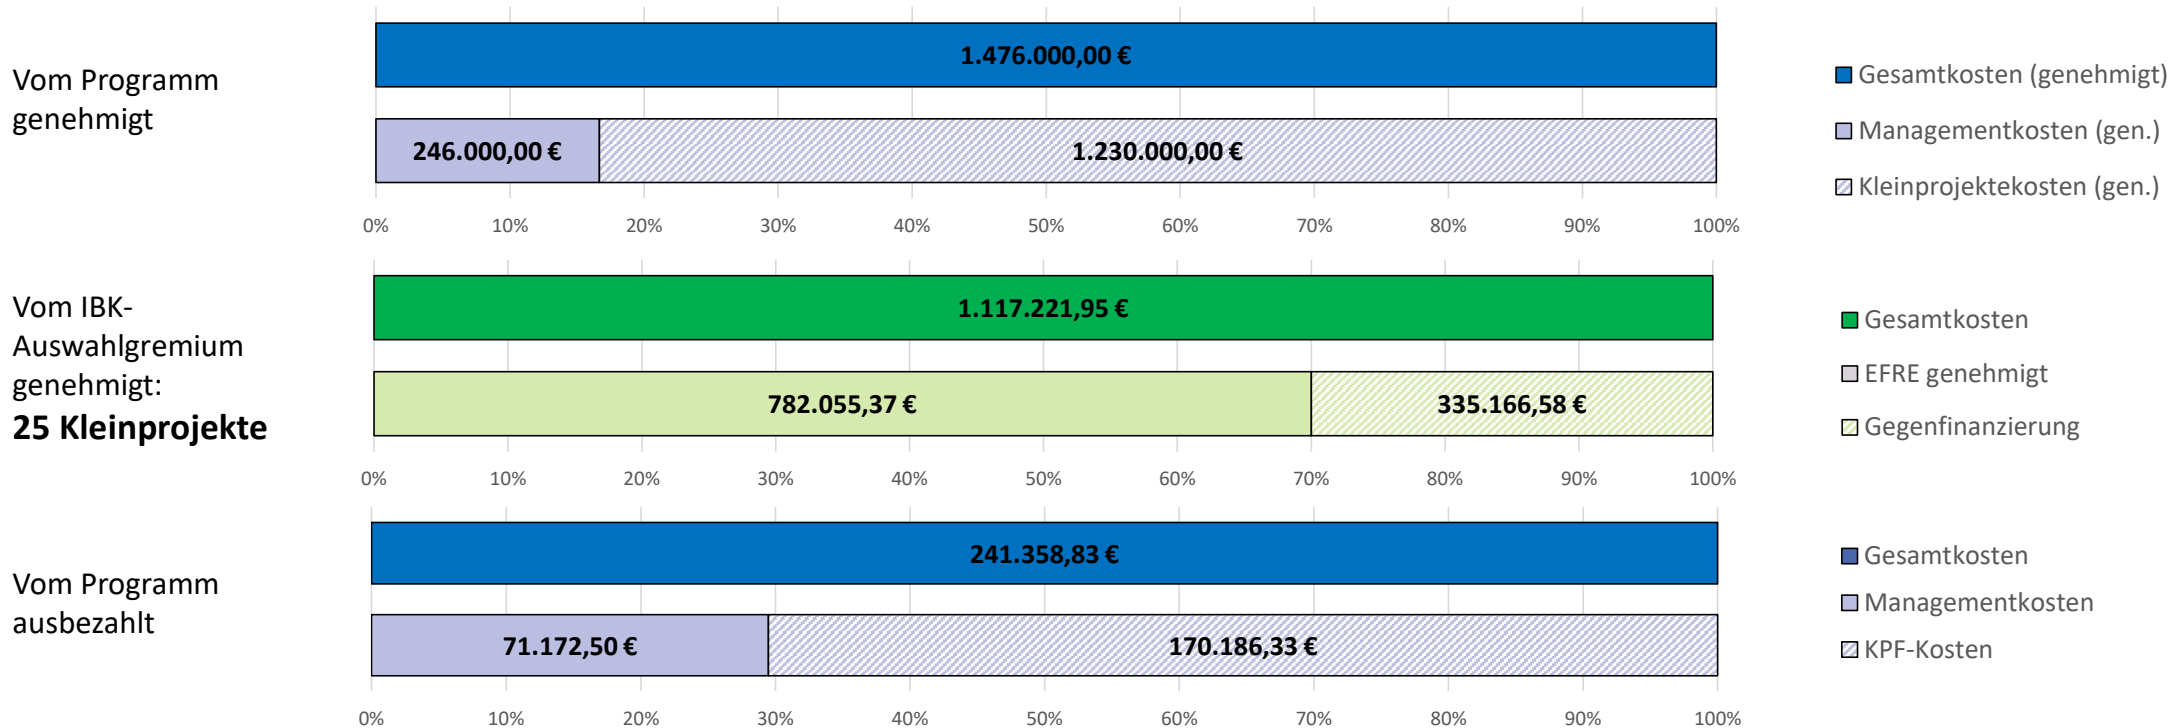 Vom Programm
genehmigt
1.476.000,00 €
246.000,00 €
1.230.000,00 €
0% 10% 20% 30% 40% 50% 60% 70% 80% 90% 100%
Gesamtkosten (genehmigt)
Managementkosten (gen.)
Kleinprojektekosten (gen.)
Vom IBK-
Auswahlgremium
genehmigt:
25 Kleinprojekte
1.117.221,95 €
782.055,37 €
335.166,58 €
0% 10% 20% 30% 40% 50% 60% 70% 80% 90% 100%
Gesamtkosten
EFRE genehmigt
Gegenfinanzierung
Vom Programm
ausbezahlt
241.358,83 €
71.172,50 €
170.186,33 €
0% 10% 20% 30% 40% 50% 60% 70% 80% 90% 100%
Gesamtkosten
Managementkosten
KPF-Kosten